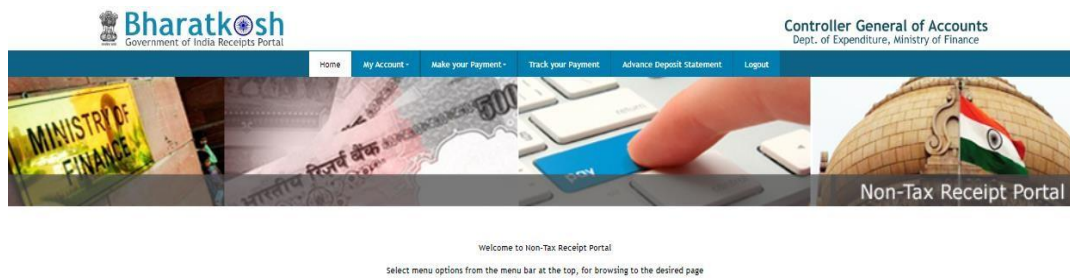 Bharatkosh
Government of India Receipts Portal
Controller General of Accounts
Dept. of Expenditure, Ministry of Finance
Home My Account Make your Payment Track your Payment Advance Deposit Statement Logout
MINISTRY OF
FINANCE
500
भारतीय रिज़र्व बैंक
return
PAY
Non-Tax Receipt Portal
Welcome to Non-Tax Receipt Portal
Select menu options from the menu bar at the top, for browsing to the desired page